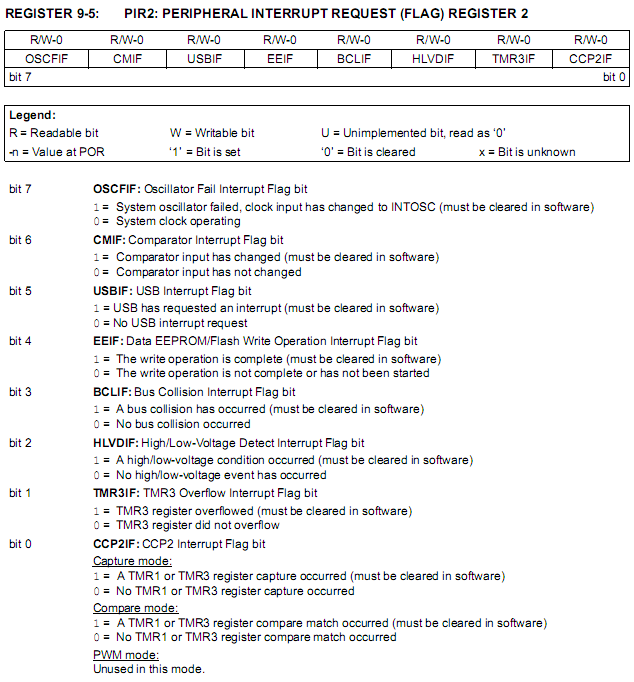 REGISTER 9-5: PIR2: PERIPHERAL INTERRUPT REQUEST (FLAG) REGISTER 2
R/W-0 R/W-0 R/W-0 R/W-0 R/W-0 R/W-0 R/W-0 R/W-0
OSCFIF CMIF USBIF EEIF BCLIF HLVDIF TMR3IF CCP2IF
bit 7 bit 0
Legend:
R = Readable bit W = Writable bit U = Unimplemented bit, read as ‘0’
-n = Value at POR ‘1’ = Bit is set ‘0’ = Bit is cleared x = Bit is unknown
bit 7 OSCFIF: Oscillator Fail Interrupt Flag bit
1 = System oscillator failed, clock input has changed to INTOSC (must be cleared in software)
0 = System clock operating
bit 6 CMIF: Comparator Interrupt Flag bit
1 = Comparator input has changed (must be cleared in software)
0 = Comparator input has not changed
bit 5 USBIF: USB Interrupt Flag bit
1 = USB has requested an interrupt (must be cleared in software)
0 = No USB interrupt request
bit 4 EEIF: Data EEPROM/Flash Write Operation Interrupt Flag bit
1 = The write operation is complete (must be cleared in software)
0 = The write operation is not complete or has not been started
bit 3 BCLIF: Bus Collision Interrupt Flag bit
1 = A bus collision has occurred (must be cleared in software)
0 = No bus collision occurred
bit 2 HLVDIF: High/Low-Voltage Detect Interrupt Flag bit
1 = A high/low-voltage condition occurred (must be cleared in software)
0 = No high/low-voltage event has occurred
bit 1 TMR3IF: TMR3 Overflow Interrupt Flag bit
1 = TMR3 register overflowed (must be cleared in software)
0 = TMR3 register did not overflow
bit 0 CCP2IF: CCP2 Interrupt Flag bit
Capture mode:
1 = A TMR1 or TMR3 register capture occurred (must be cleared in software)
0 = No TMR1 or TMR3 register capture occurred
Compare mode:
1 = A TMR1 or TMR3 register compare match occurred (must be cleared in software)
0 = No TMR1 or TMR3 register compare match occurred
PWM mode:
Unused in this mode.